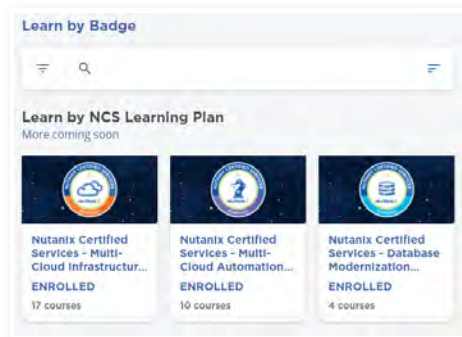 Learn by Badge
Learn by NCS Learning Plan
More coming soon
Nutanix Certified
Services - Multi-
Cloud Infrastructur...
ENROLLED
17 courses
Nutanix Certified
Services - Multi-
Cloud Automation...
ENROLLED
10 courses
Nutanix Certified
Services - Database
Modernization...
ENROLLED
4 courses